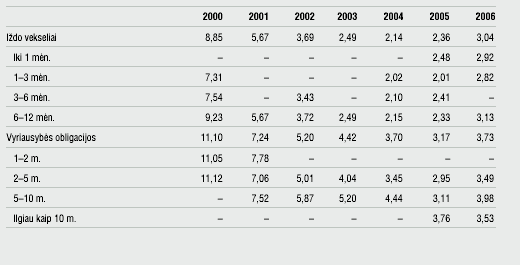 2000 2001 2002 2003 2004 2005 2006
Iždo vekseliai 8,85 5,67 3,69 2,49 2,14 2,36 3,04
Iki 1 mėn. – – – – – 2,48 2,92
1–3 mėn. 7,31 – – – 2,02 2,01 2,82
3–6 mėn. 7,54 – 3,43 – 2,10 2,41 –
6–12 mėn. 9,23 5,67 3,72 2,49 2,15 2,33 3,13
Vyriausybės obligacijos 11,10 7,24 5,20 4,42 3,70 3,17 3,73
1–2 m. 11,05 7,78 – – – – –
2–5 m. 11,12 7,06 5,01 4,04 3,45 2,95 3,49
5–10 m. – 7,52 5,87 5,20 4,44 3,11 3,98
Ilgiau kaip 10 m. – – – – – 3,76 3,53